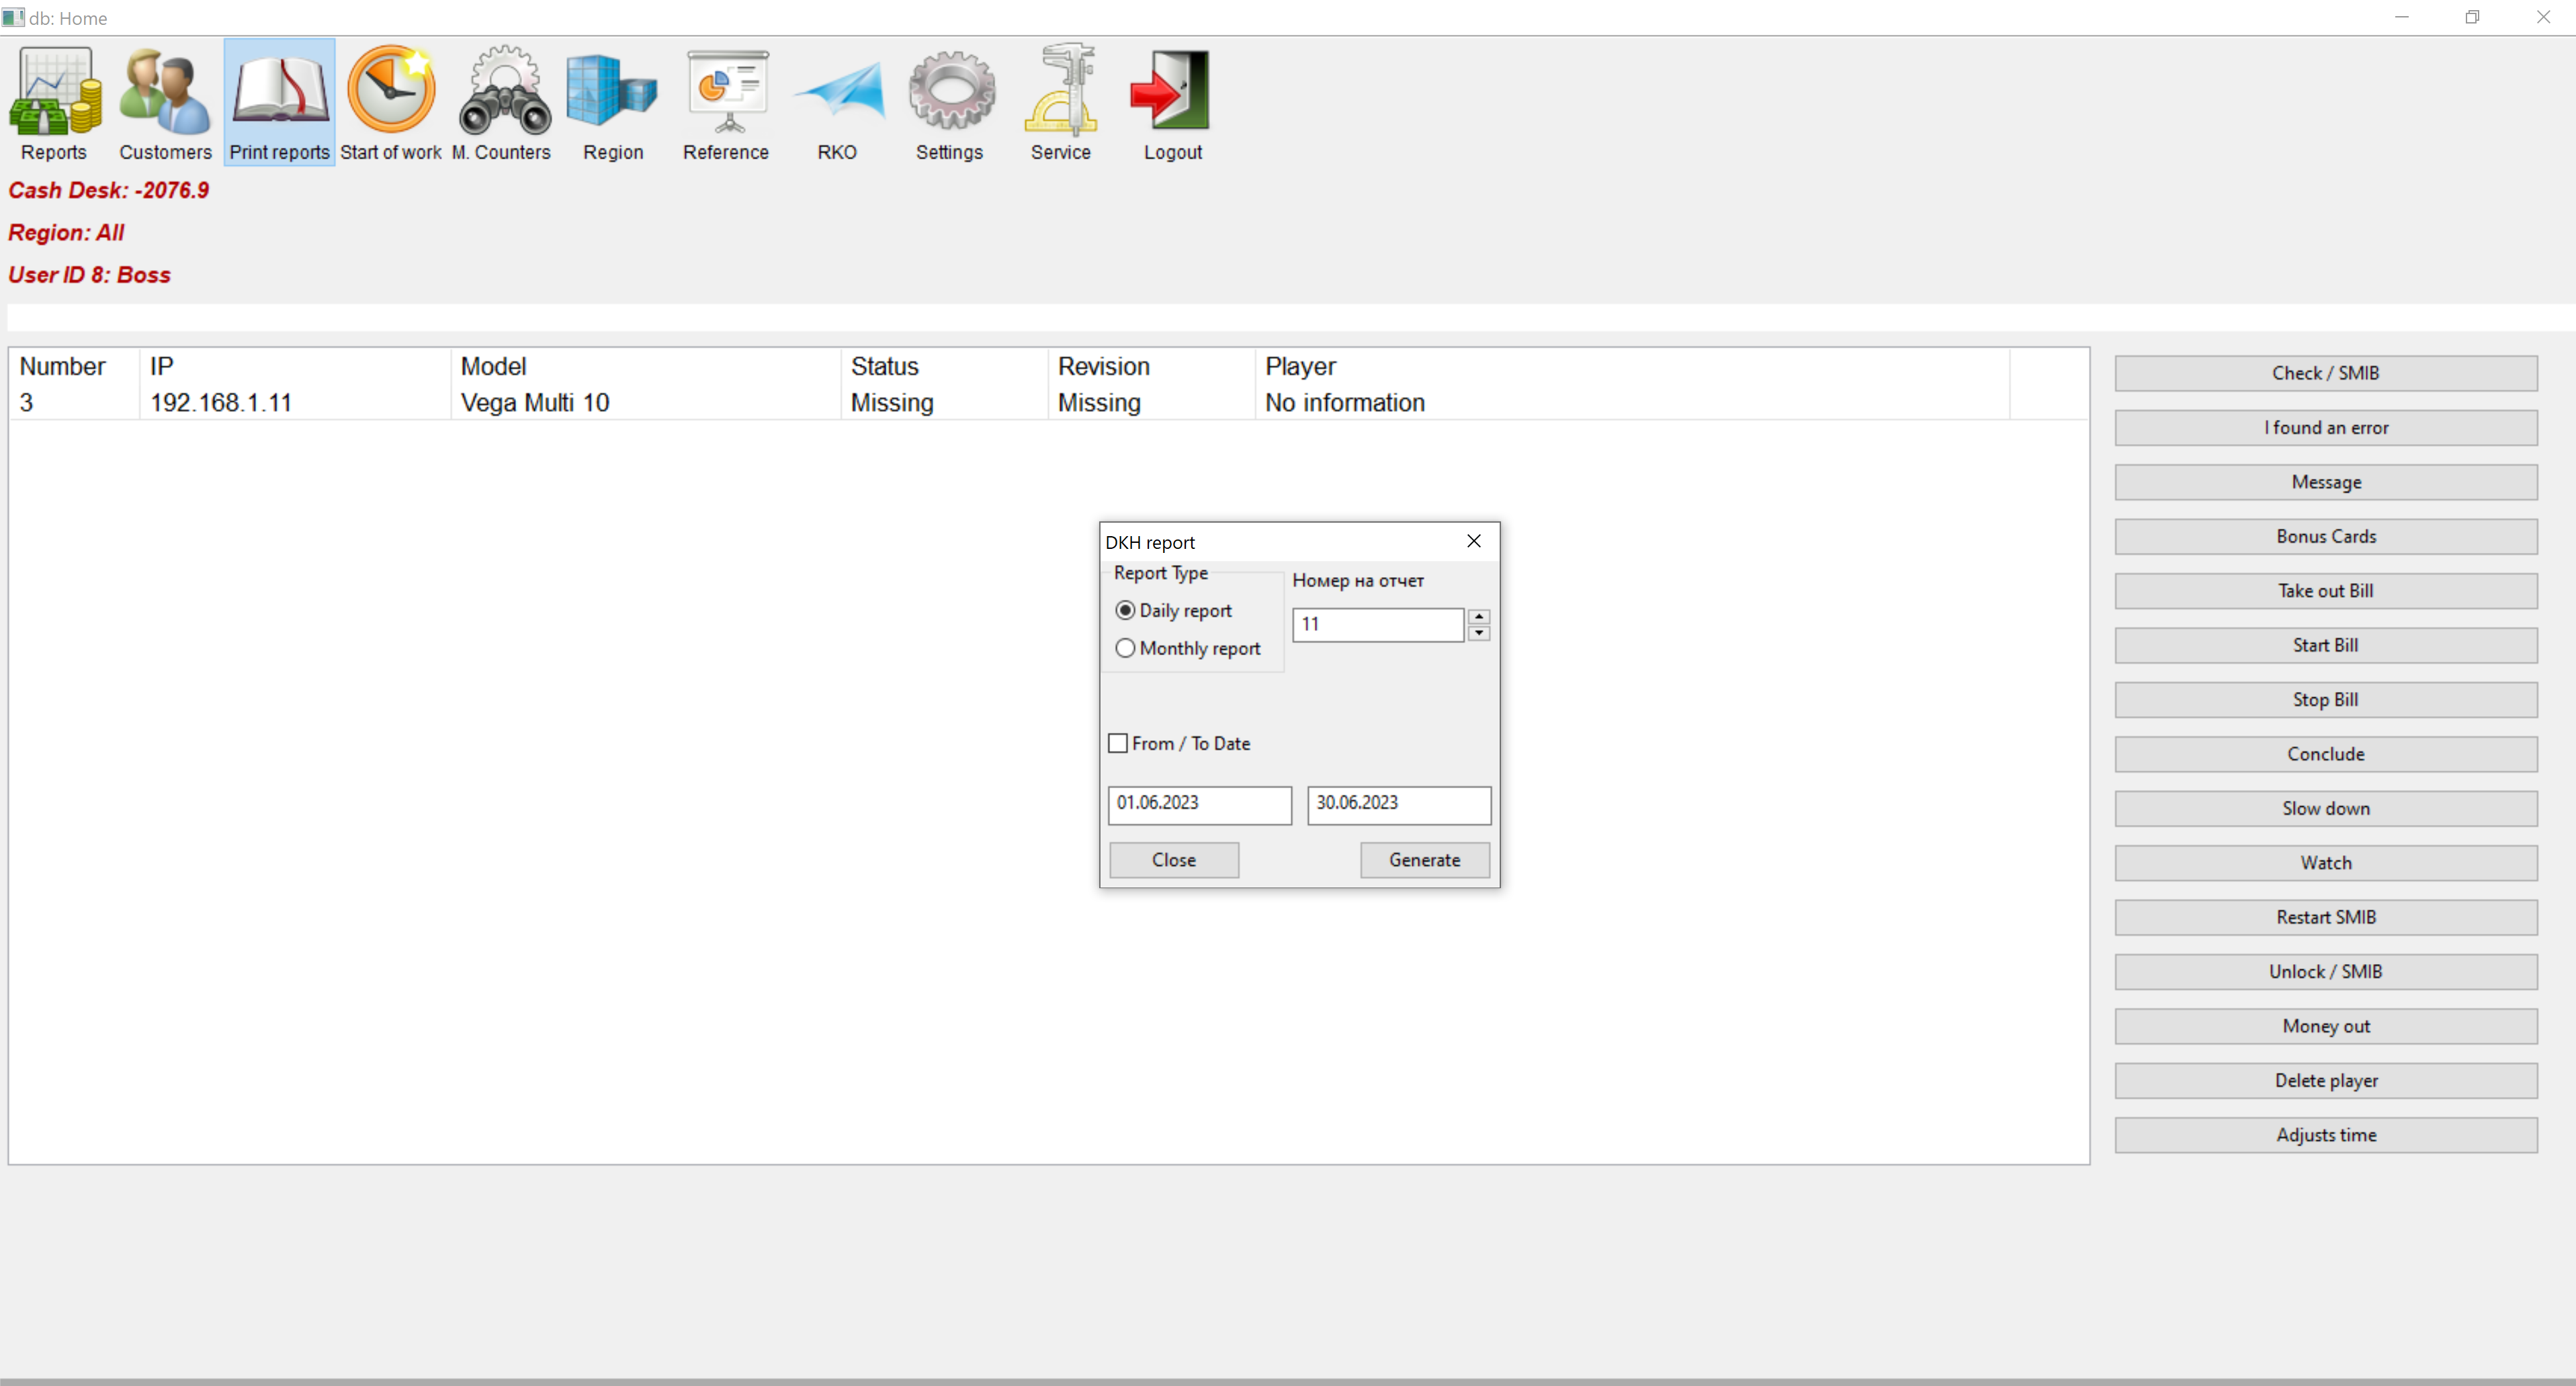 db: Home
Reports Customers Print reports Start of work M. Counters Region Reference RKO Settings Service Logout
Cash Desk: -2076.9
Region: All
User ID 8: Boss
Number IP Model Status Revision Player
3 192.168.1.11 Vega Multi 10 Missing Missing No information
DKH report
Report Type
Номер на отчет
Daily report
11
Monthly report
From / To Date
01.06.2023 30.06.2023
Close Generate
Check / SMIB
I found an error
Message
Bonus Cards
Take out Bill
Start Bill
Stop Bill
Conclude
Slow down
Watch
Restart SMIB
Unlock / SMIB
Money out
Delete player
Adjusts time